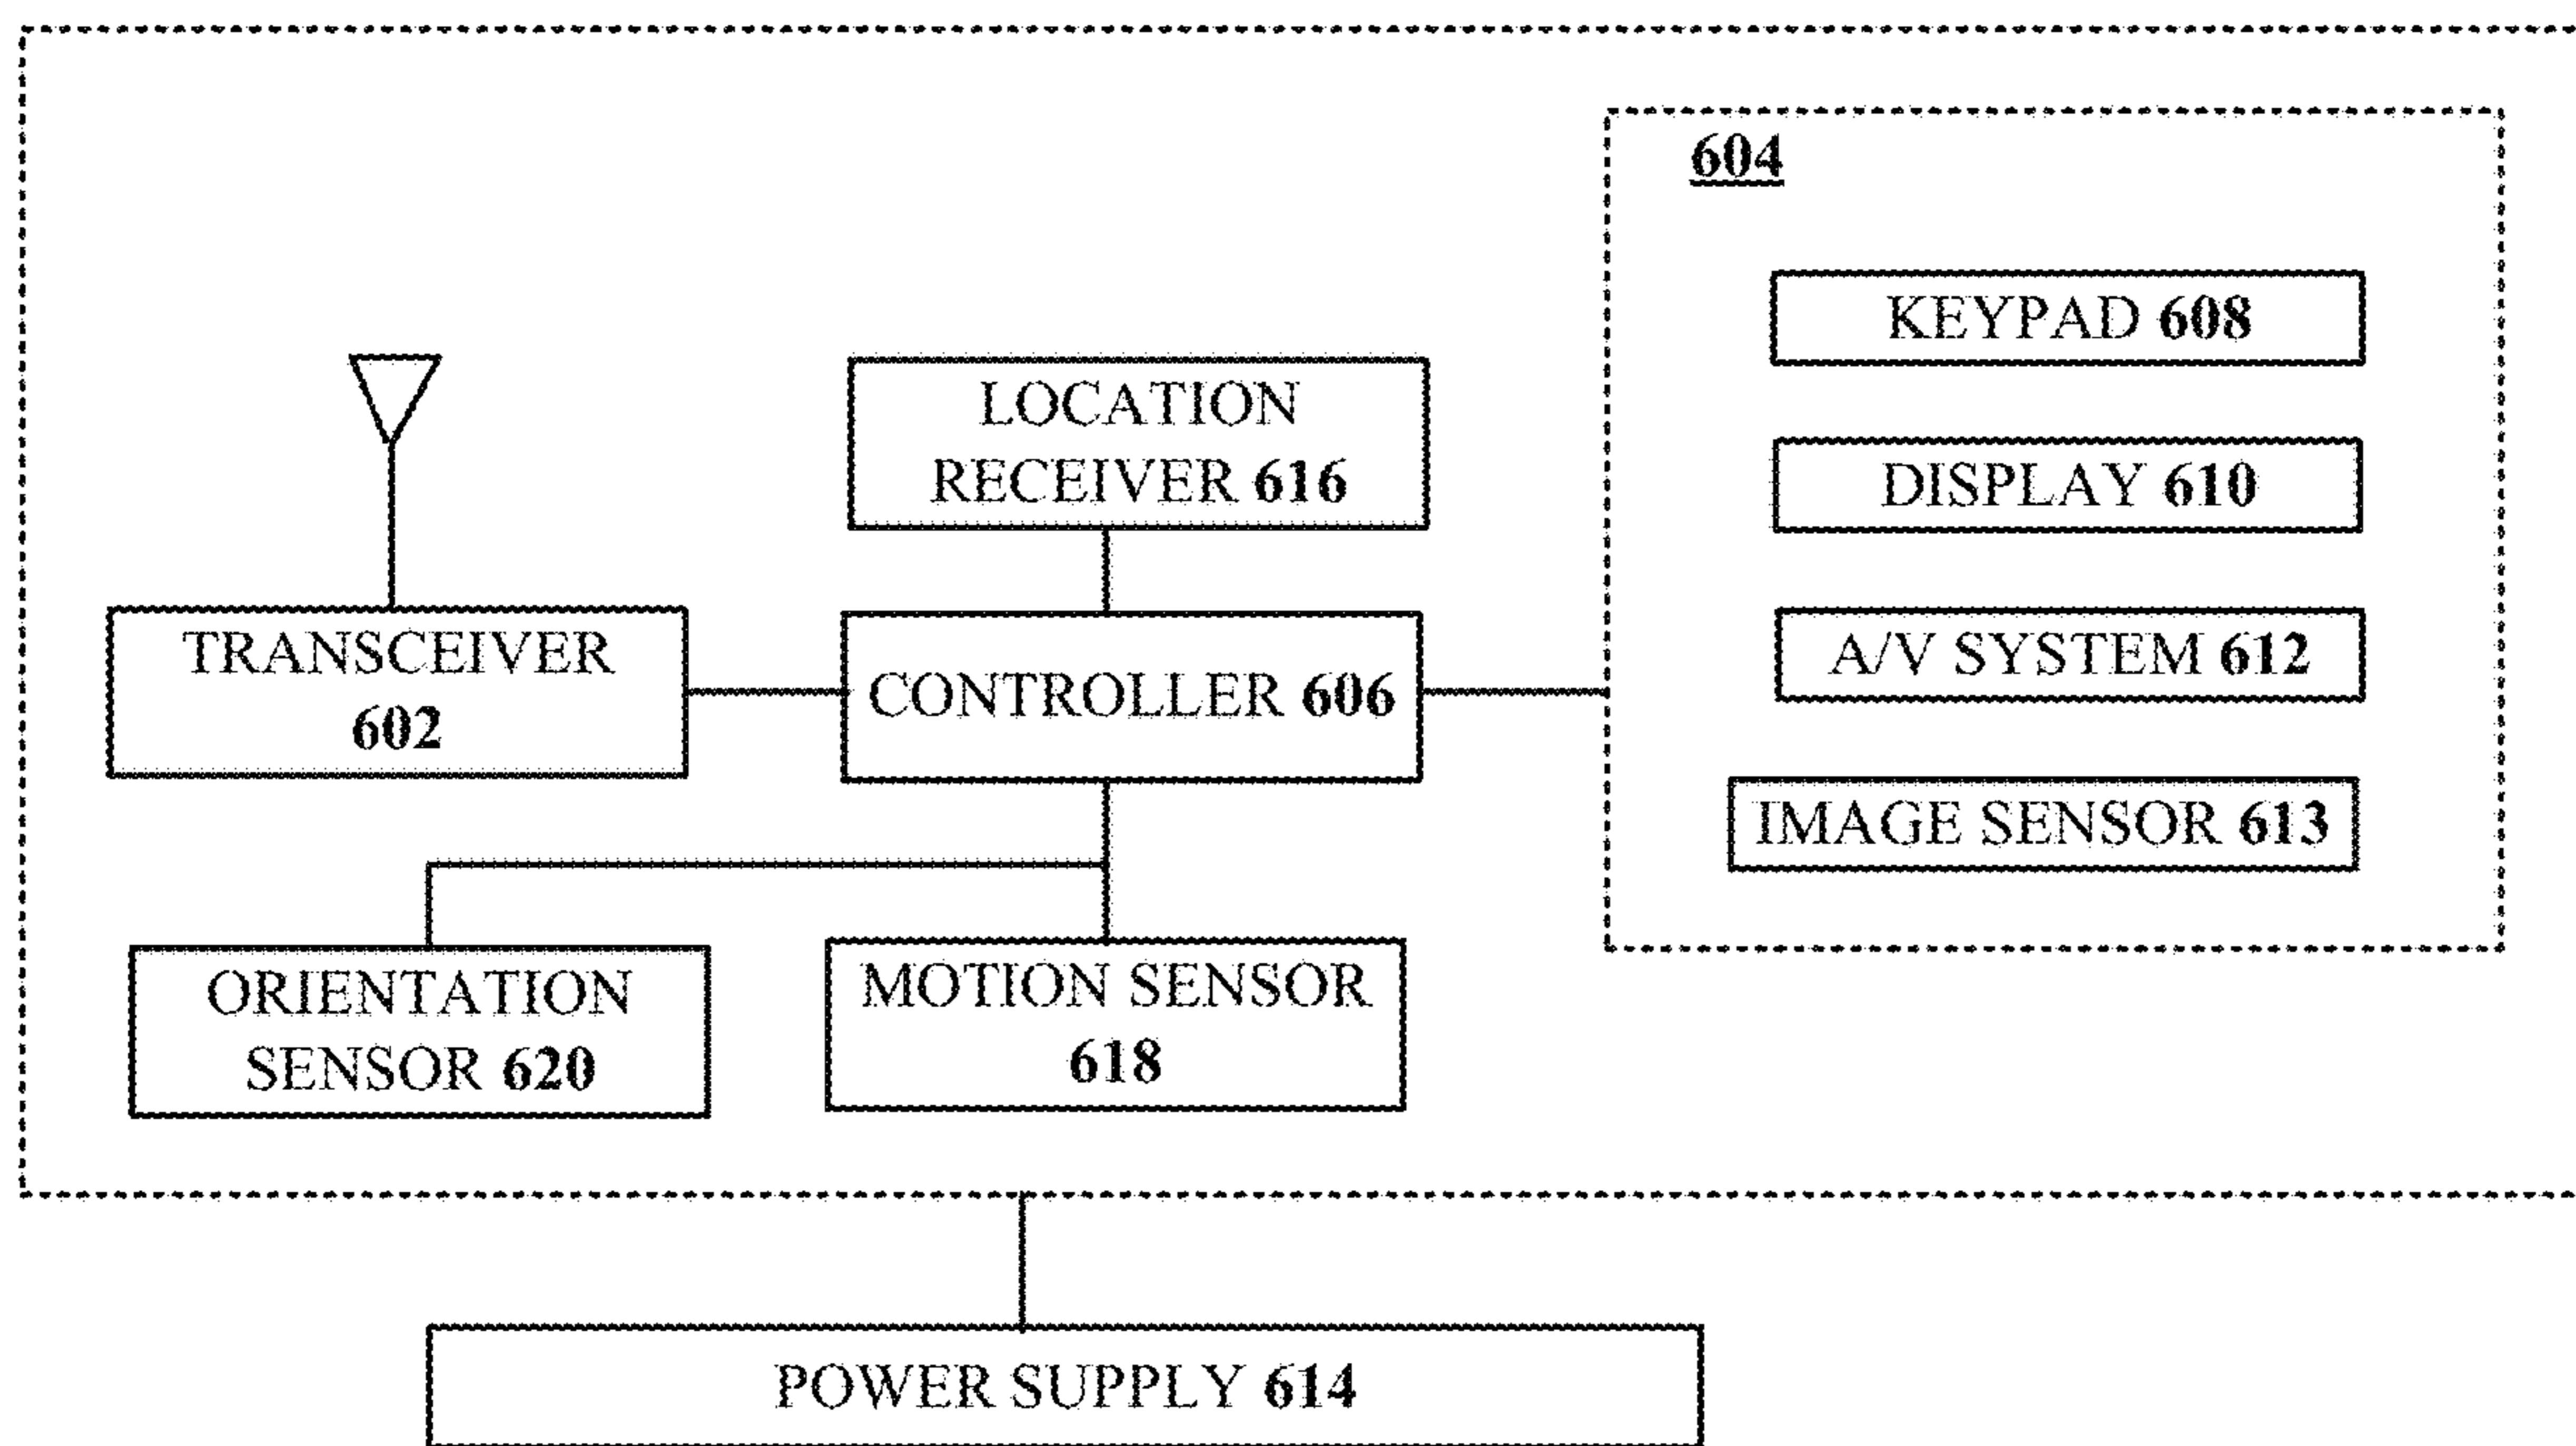 604
KEYPAD 608
DISPLAY 610
A/V SYSTEM 612
IMAGE SENSOR 613
LOCATION
RECEIVER 616
TRANSCEIVER
602
CONTROLLER 606
ORIENTATION
SENSOR 620
MOTION SENSOR
618
POWER SUPPLY 614